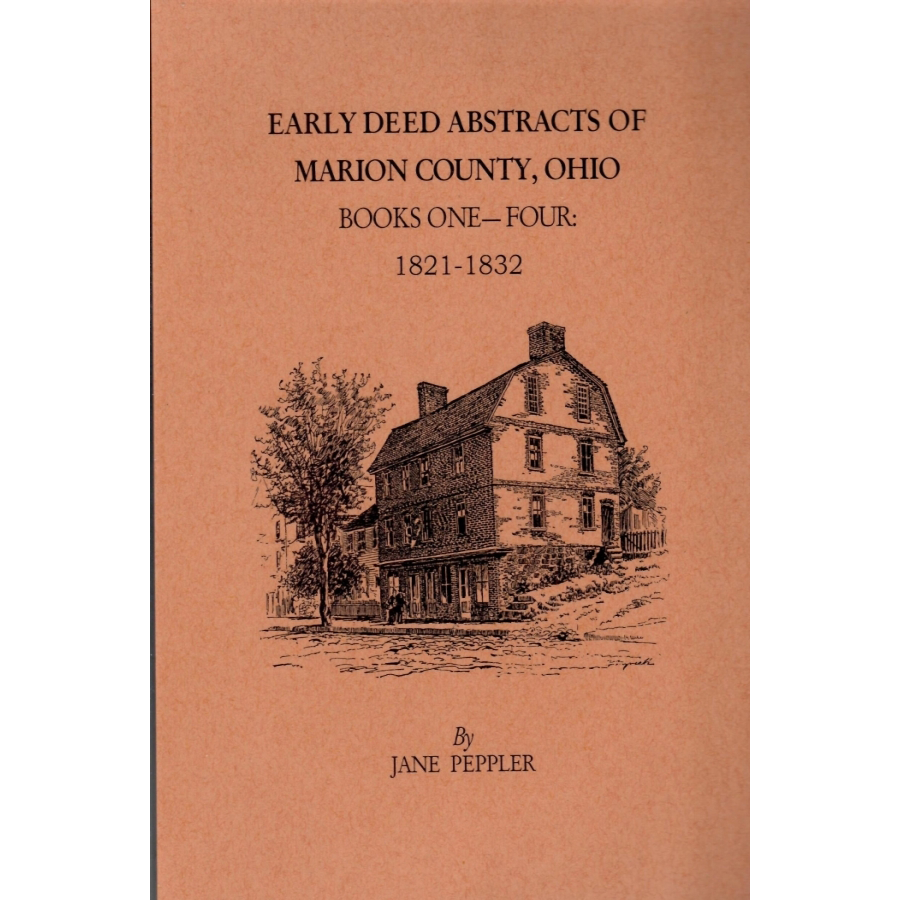 EARLY DEED ABSTRACTS OF
MARION COUNTY, OHIO
BOOKS ONE—FOUR:
1821-1832
By
JANE PEPPLER